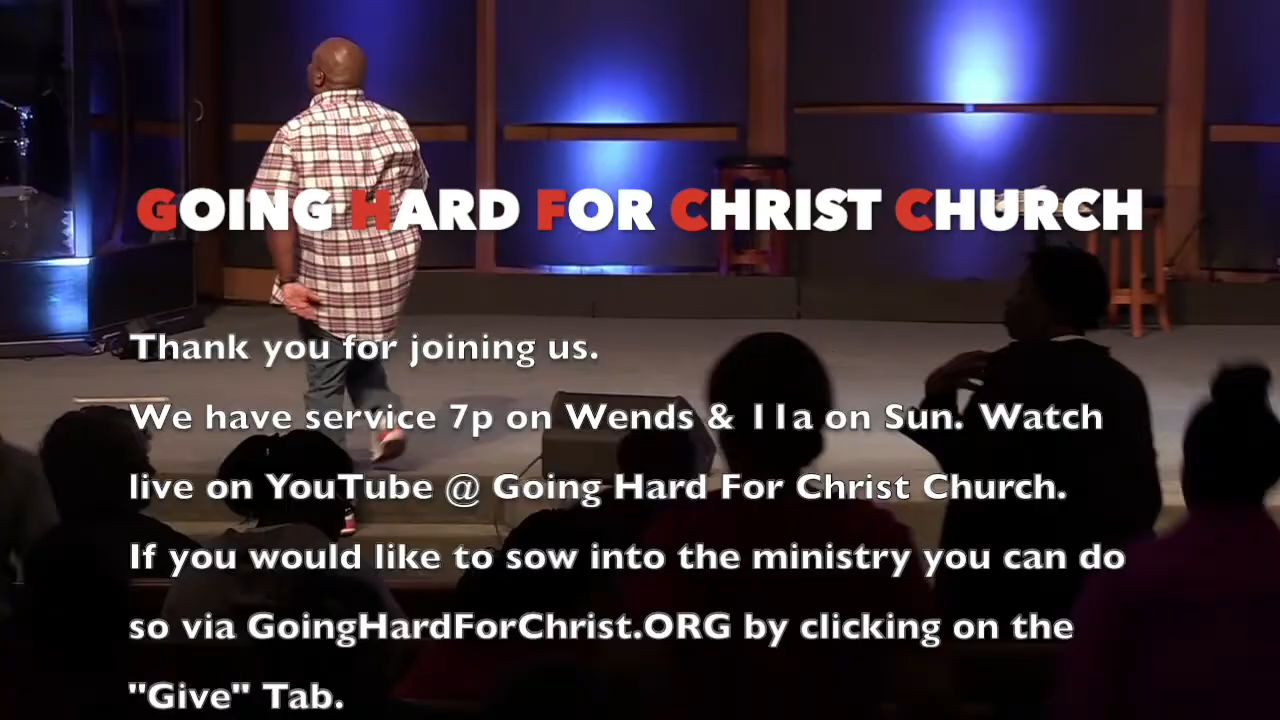 GOING HARD FOR CHRIST CHURCH
Thank you for joining us.
We have service 7p on Wends & 11a on Sun. Watch
live on YouTube @ Going Hard For Christ Church.
If you would like to sow into the ministry you can do
so via GoingHardForChrist.ORG by clicking on the
"Give" Tab.